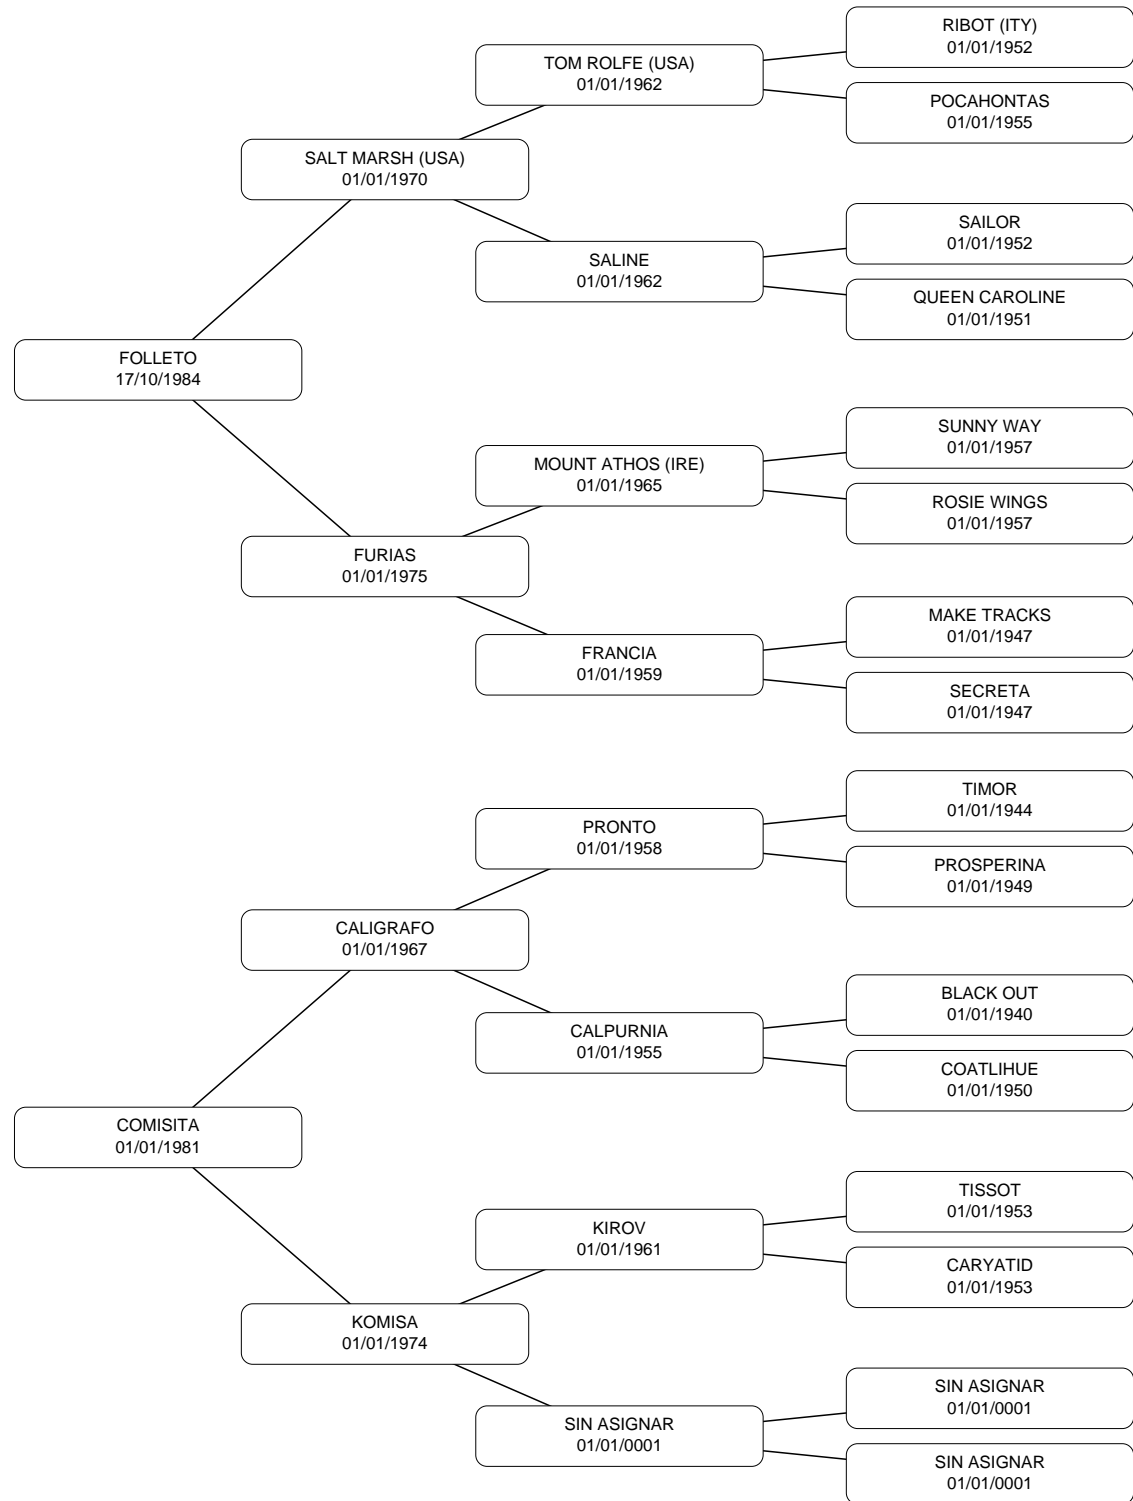 RIBOT (ITY)
01/01/1952
TOM ROLFE (USA)
01/01/1962
POCAHONTAS
01/01/1955
SALT MARSH (USA)
01/01/1970
SAILOR
01/01/1952
SALINE
01/01/1962
QUEEN CAROLINE
01/01/1951
FOLLETO
17/10/1984
SUNNY WAY
01/01/1957
MOUNT ATHOS (IRE)
01/01/1965
ROSIE WINGS
01/01/1957
FURIAS
01/01/1975
MAKE TRACKS
01/01/1947
FRANCIA
01/01/1959
SECRETA
01/01/1947
TIMOR
01/01/1944
PRONTO
01/01/1958
PROSPERINA
01/01/1949
CALIGRAFO
01/01/1967
BLACK OUT
01/01/1940
CALPURNIA
01/01/1955
COATLIHUE
01/01/1950
COMISITA
01/01/1981
TISSOT
01/01/1953
KIROV
01/01/1961
CARYATID
01/01/1953
KOMISA
01/01/1974
SIN ASIGNAR
01/01/0001
SIN ASIGNAR
01/01/0001
SIN ASIGNAR
01/01/0001